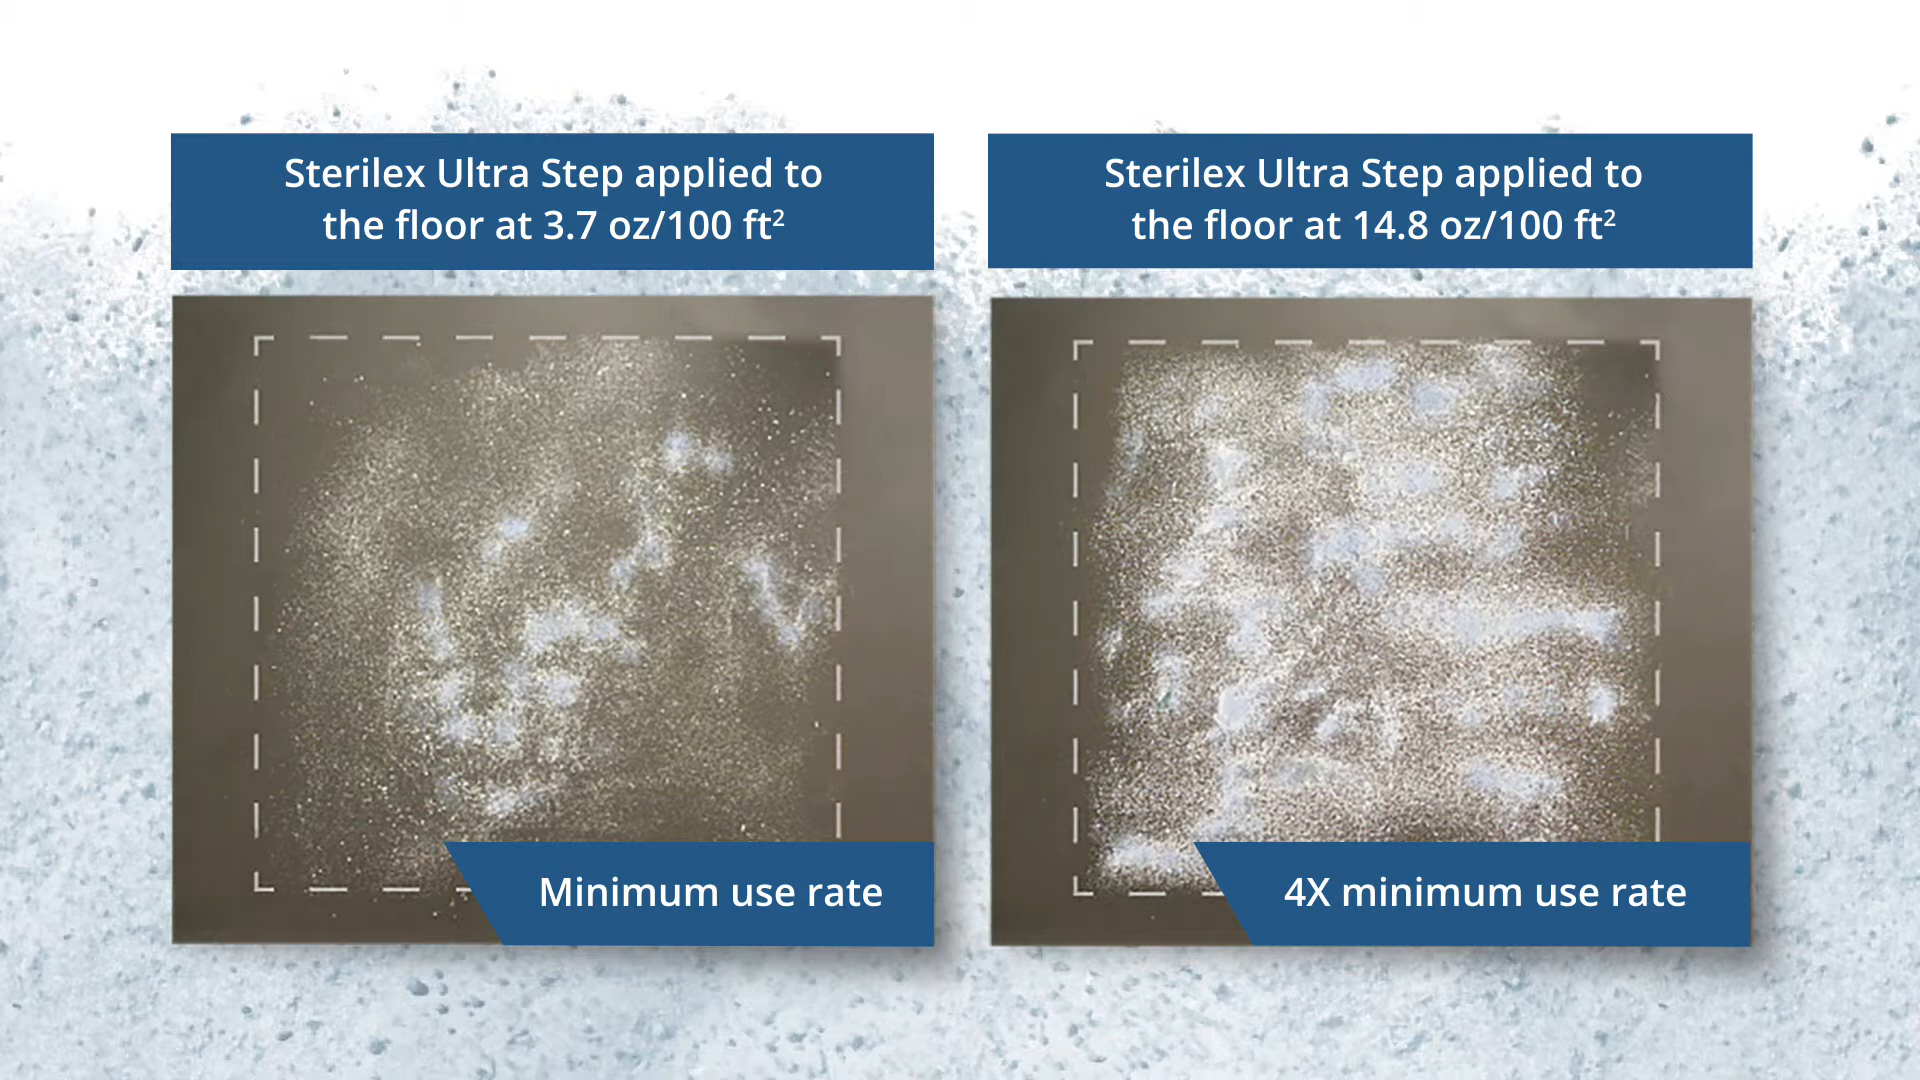 Sterilex Ultra Step applied to
the floor at 3.7 oz/100 ft²
Sterilex Ultra Step applied to
the floor at 14.8 oz/100 ft²
Minimum use rate
4X minimum use rate